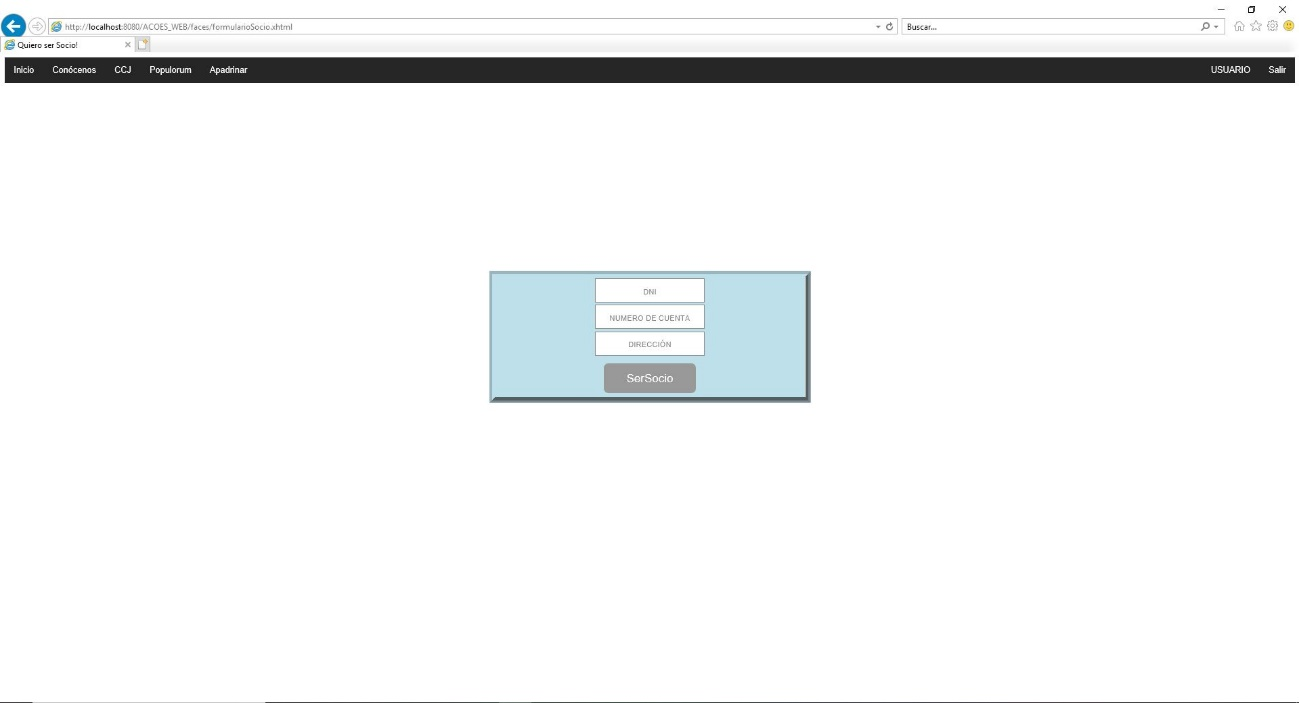 http://localhost:8080/ACOES_WEB/faces/formularioSocio.xhtml
Buscar...
Quiero ser Socio!
Inicio Conócenos CCJ Populorum Apadrinar USUARIO Salir
DNI
NUMERO DE CUENTA
DIRECCIÓN
SerSocio